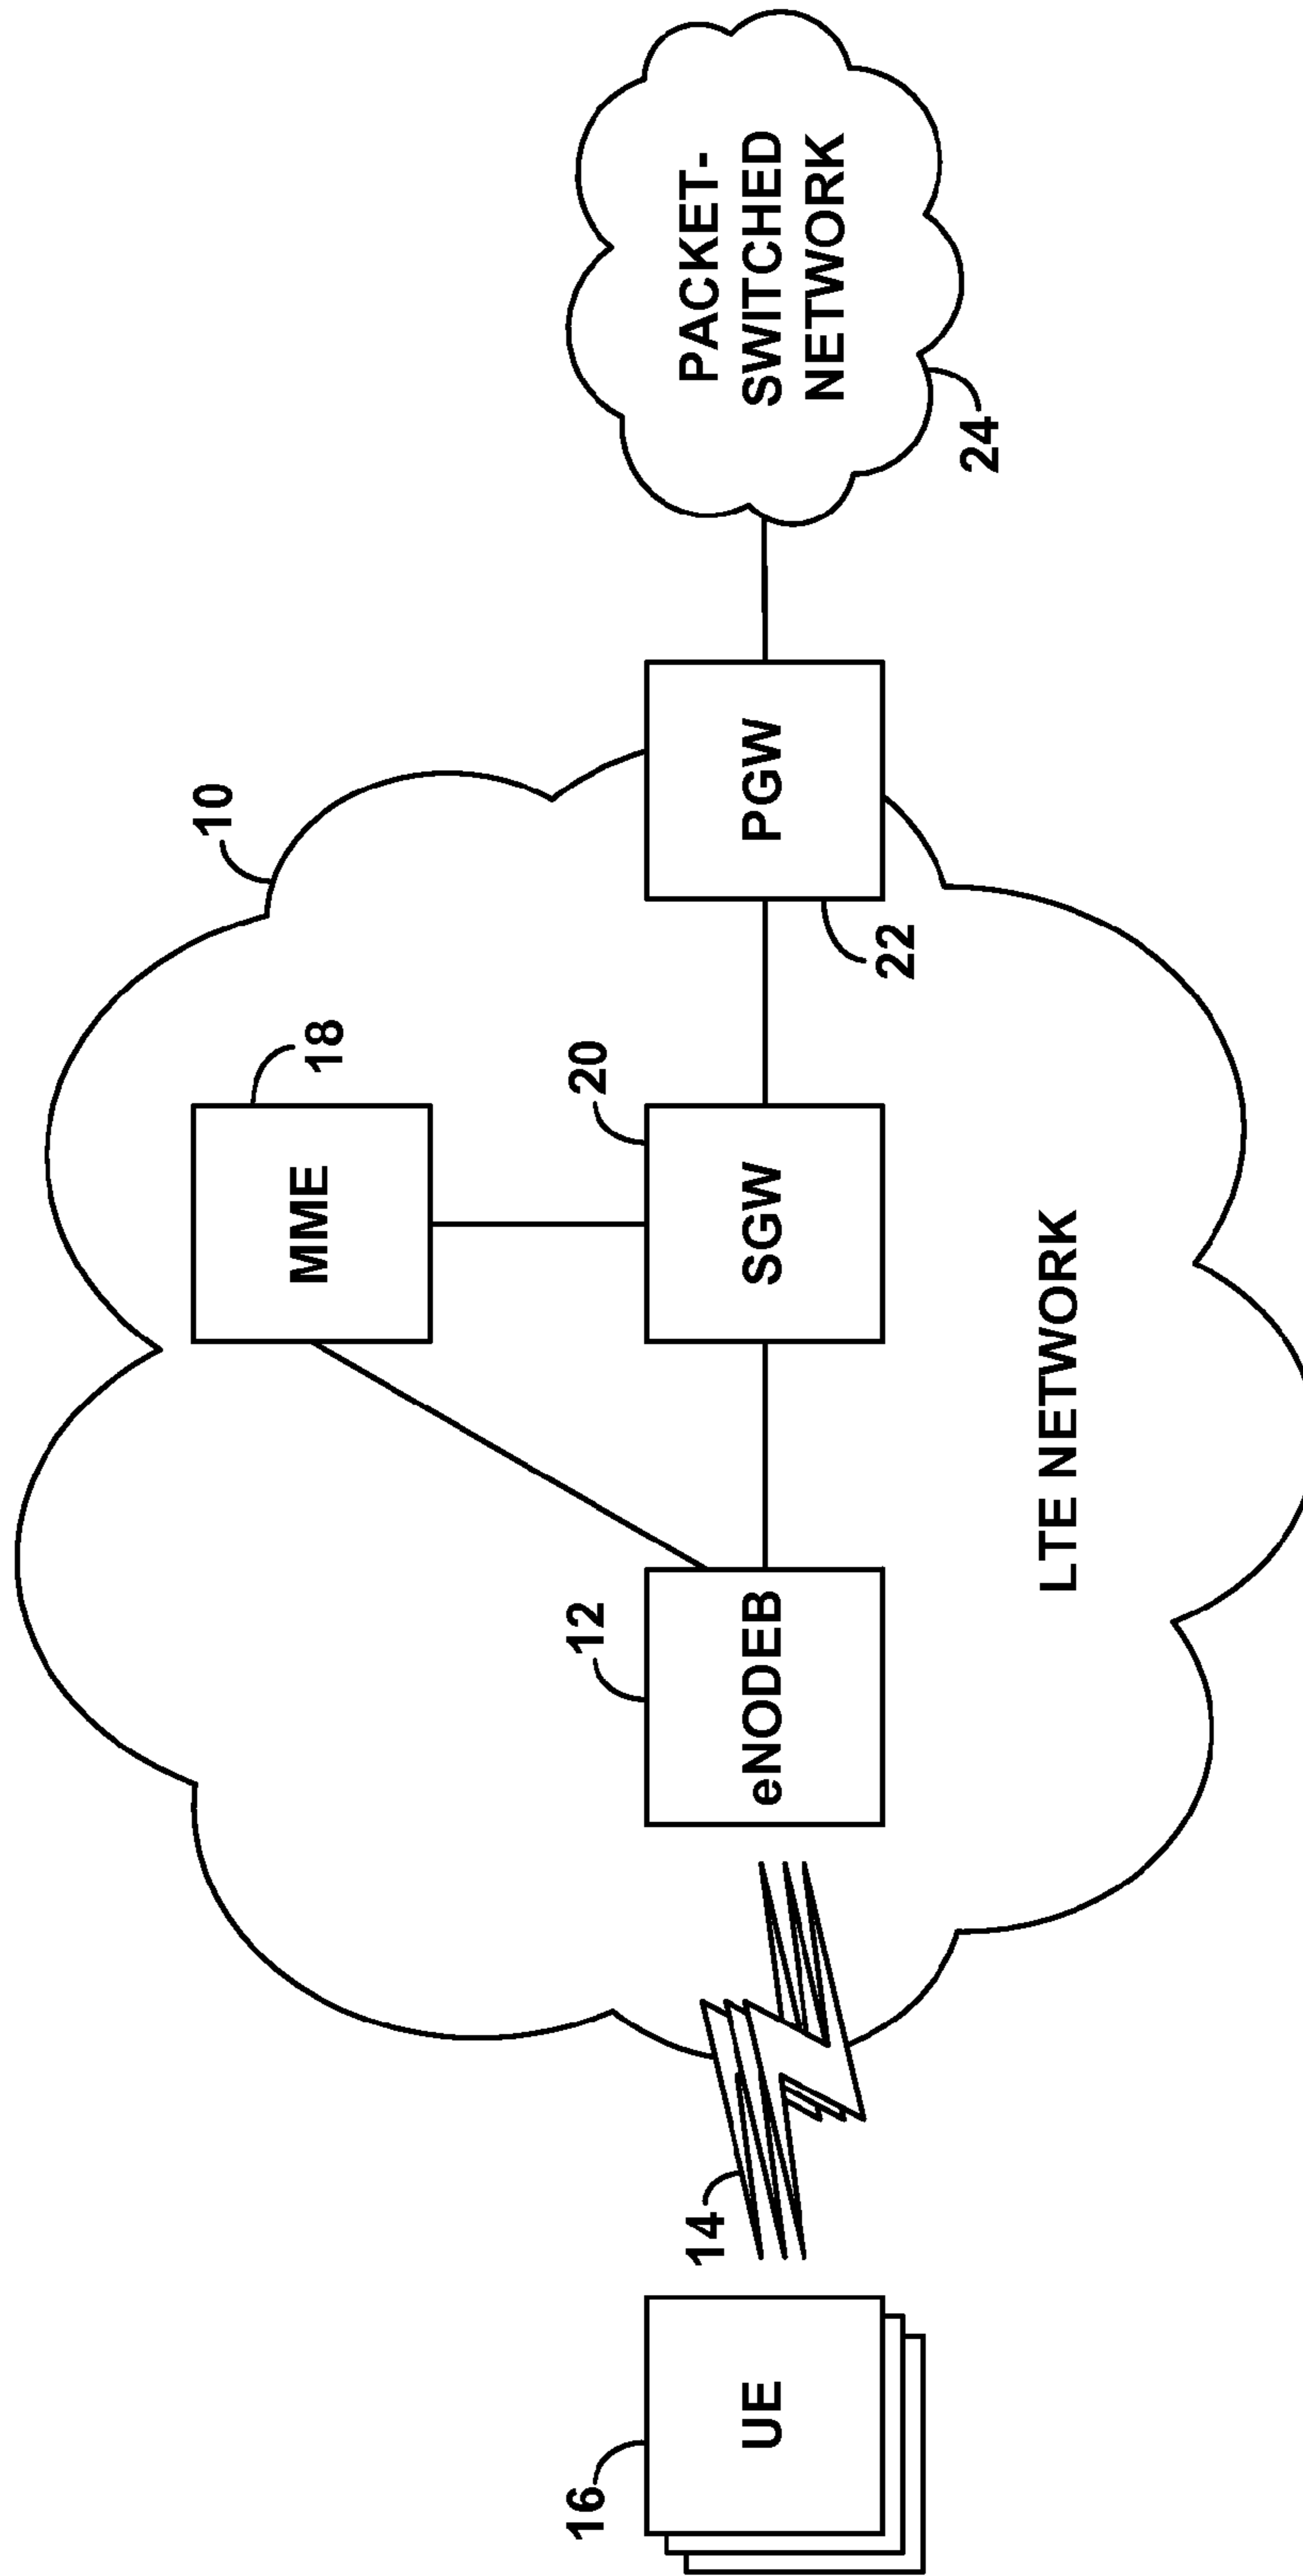 10
18
MME
16
UE
14
12
eNODEB
20
SGW
PGW
22
PACKET-
SWITCHED
NETWORK
24
LTE NETWORK